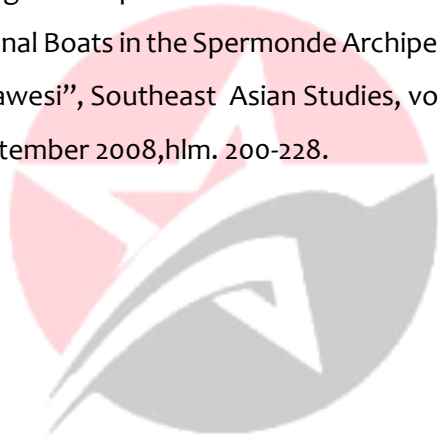 nal Boats in the Spermonde Archipe
awesi”, Southeast Asian Studies, vo
tember 2008,hlm. 200-228.